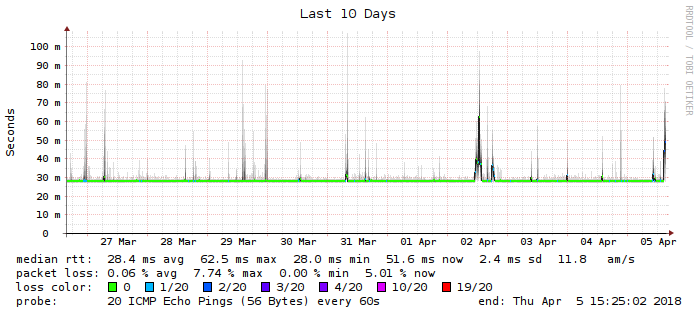 Last 10 Days
RRDTOOL / TOBI OETIKER
Seconds
100 m
90 m
80 m
70 m
60 m
50 m
40 m
30 m
20 m
10 m
0
27 Mar 28 Mar 29 Mar 30 Mar 31 Mar 01 Apr 02 Apr 03 Apr 04 Apr 05 Apr
median rtt: 28.4 ms avg 62.5 ms max 28.0 ms min 51.6 ms now 2.4 ms sd 11.8 am/s
packet loss: 0.06 % avg 7.74 % max 0.00 % min 5.01 % now
loss color: 0 1/20 2/20 3/20 4/20 10/20 19/20
probe: 20 ICMP Echo Pings (56 Bytes) every 60s end: Thu Apr 5 15:25:02 2018